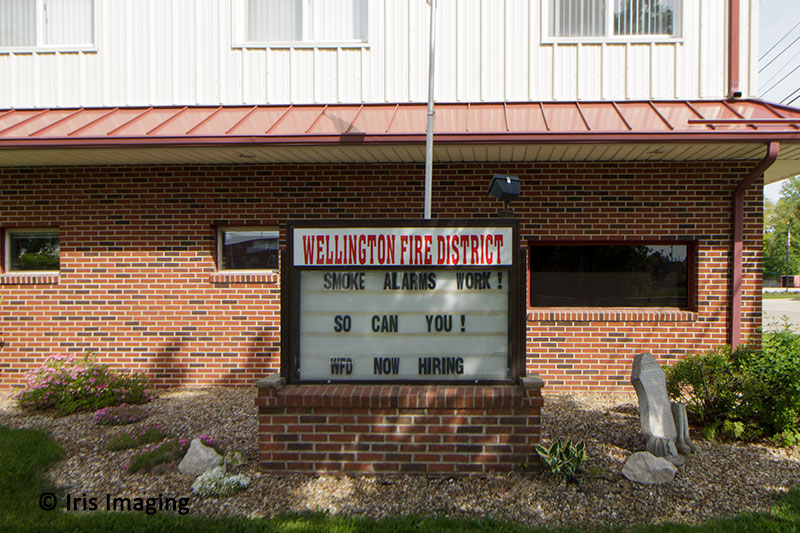 WELLINGTON FIRE DISTRICT
SMOKE ALARMS WORK !
SO CAN YOU !
WFD NOW HIRING
© Iris Imaging